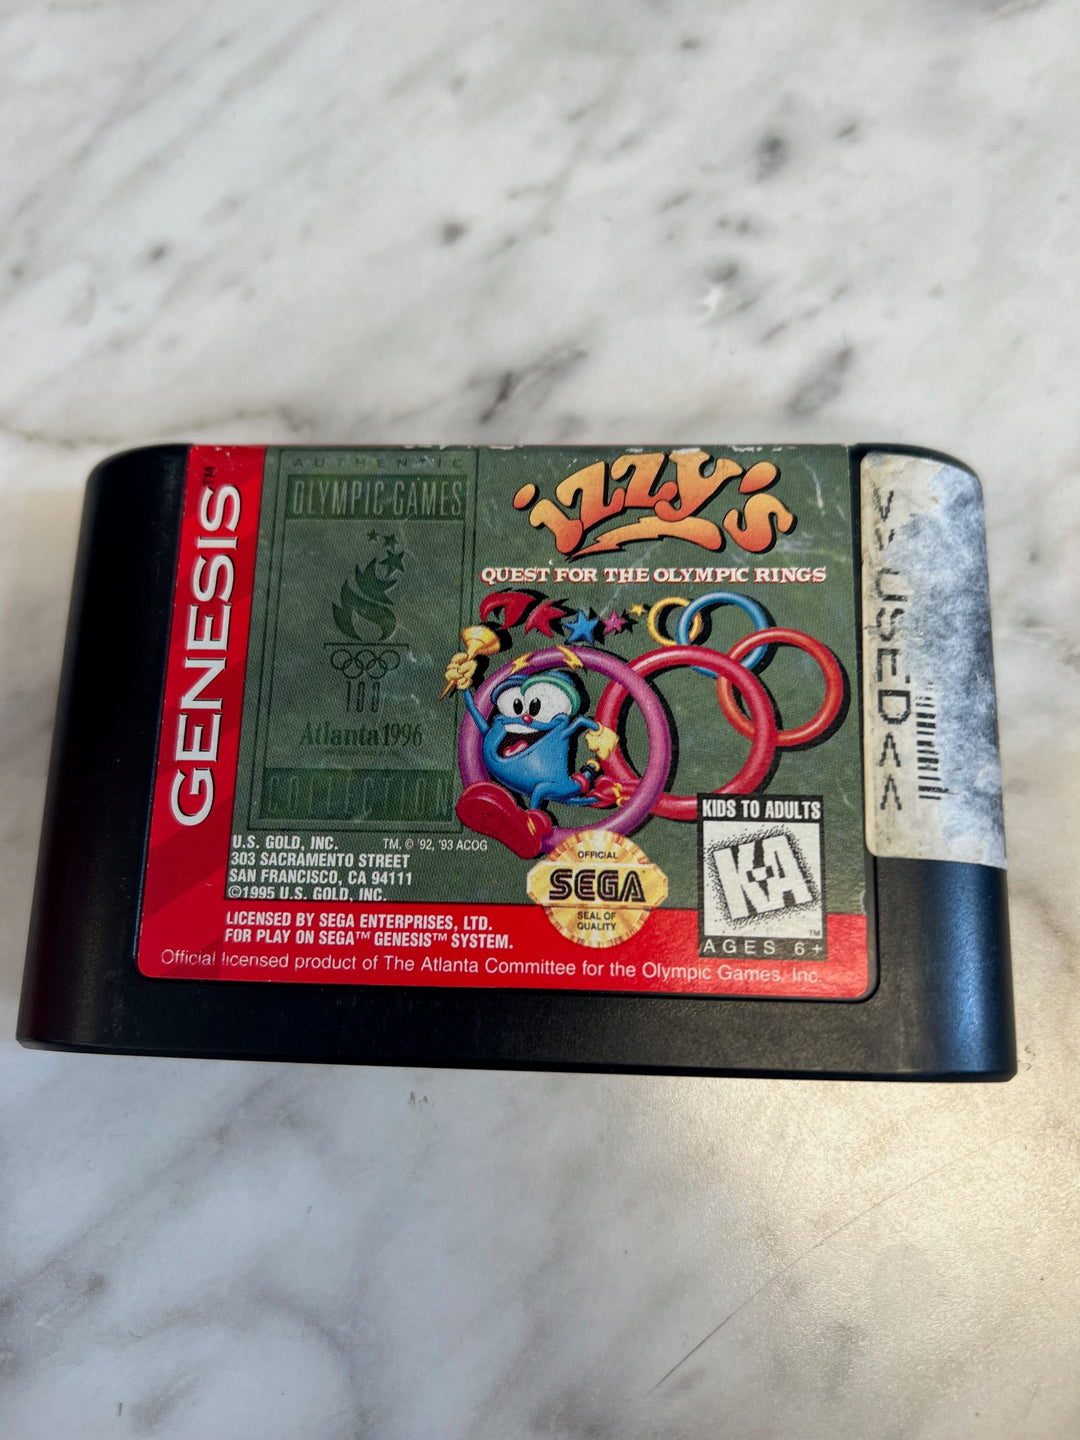 GENESIS™
AUTHENTIC
OLYMPIC GAMES
100
Atlanta 1996
COLLECTION
izzy's
QUEST FOR THE OLYMPIC RINGS
U.S. GOLD, INC. TM, © '92, '93 ACOG
303 SACRAMENTO STREET
SAN FRANCISCO, CA 94111
©1995 U.S. GOLD, INC.
LICENSED BY SEGA ENTERPRISES, LTD.
FOR PLAY ON SEGA™ GENESIS™ SYSTEM.
Official licensed product of The Atlanta Committee for the Olympic Games, Inc.
OFFICIAL
SEGA
SEAL OF
QUALITY
KIDS TO ADULTS
K-A
TM
AGES 6+
>>USED<<